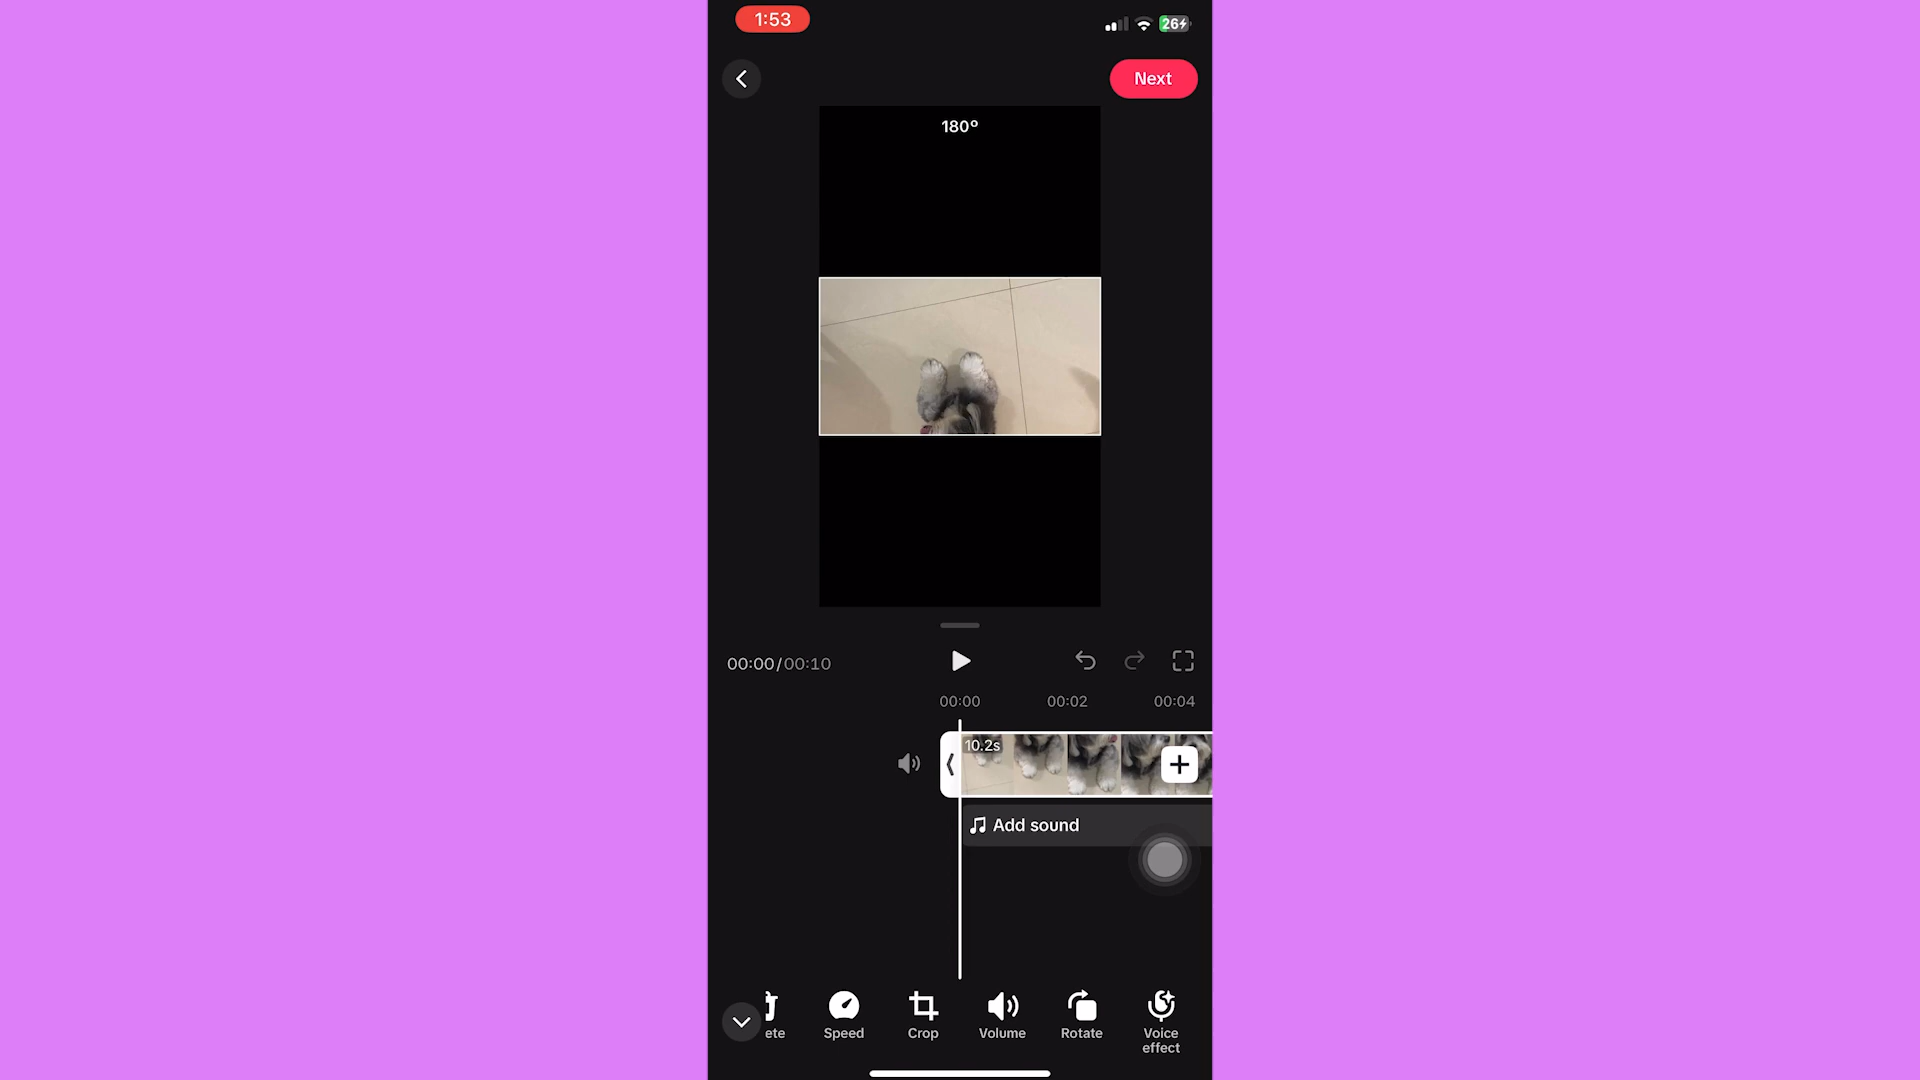 1:53
26
Next
180°
00:00/00:10
00:00
00:02
00:04
10.2s
Add sound
ete
Speed
Crop
Volume
Rotate
Voice
effect